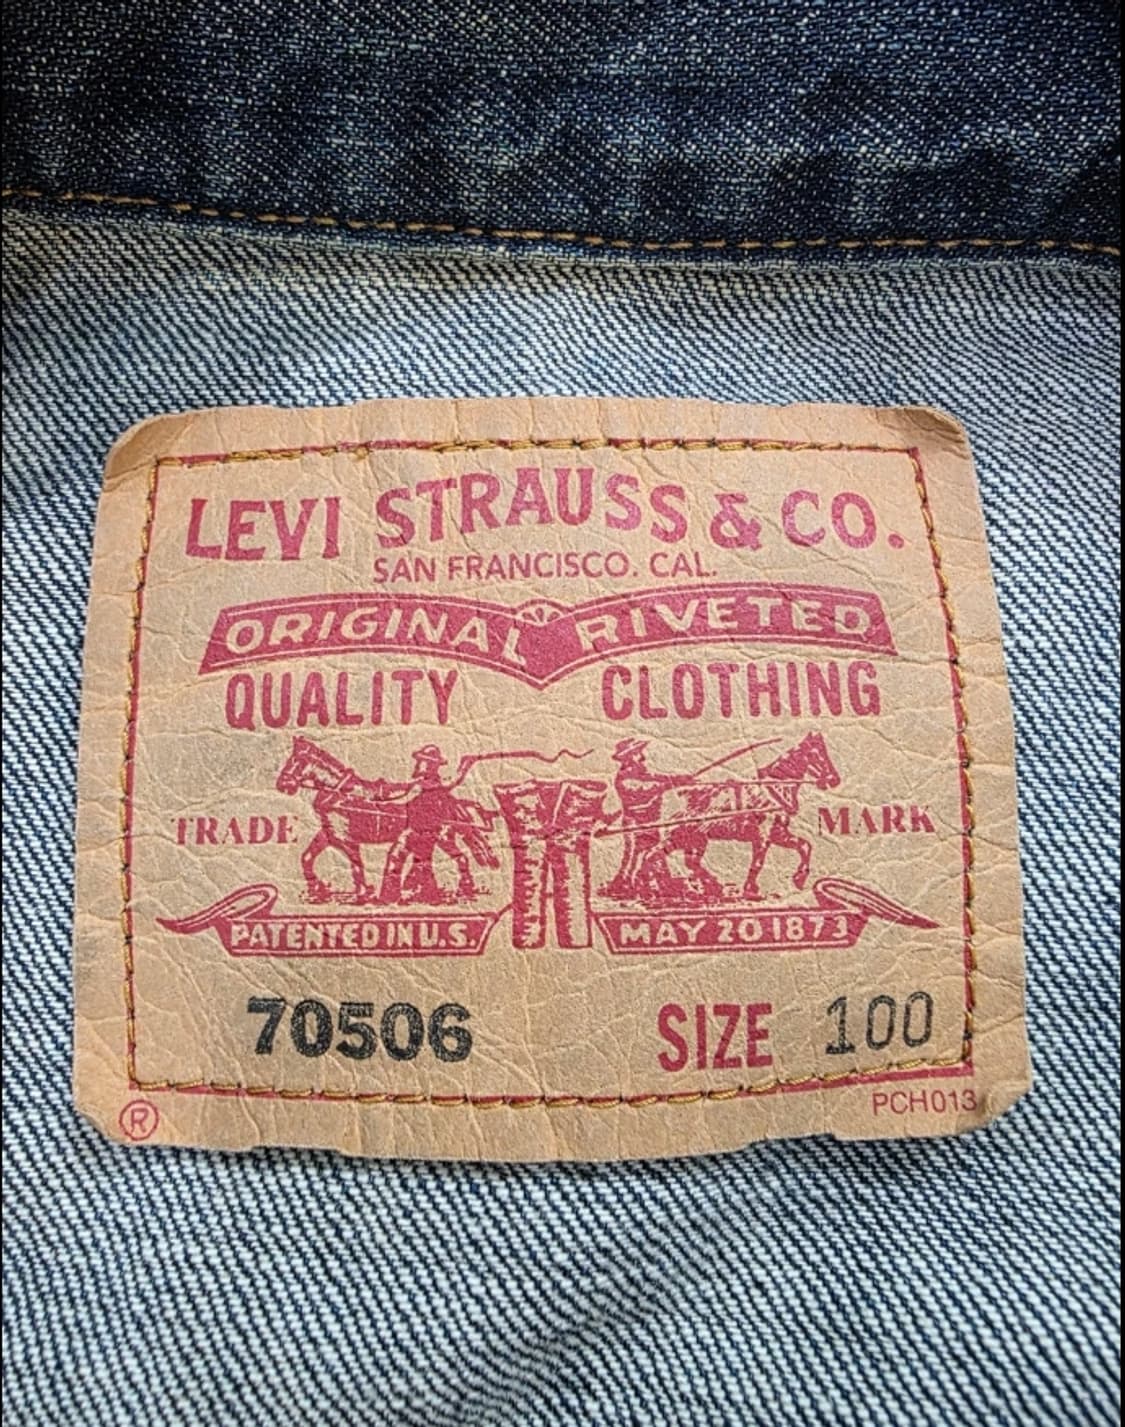 LEVI STRAUSS & CO.
SAN FRANCISCO. CAL.
ORIGINAL RIVETED
QUALITY CLOTHING
TRADE MARK
PATENTED IN U.S. MAY 20 1873
70506 SIZE 100
® PCH013